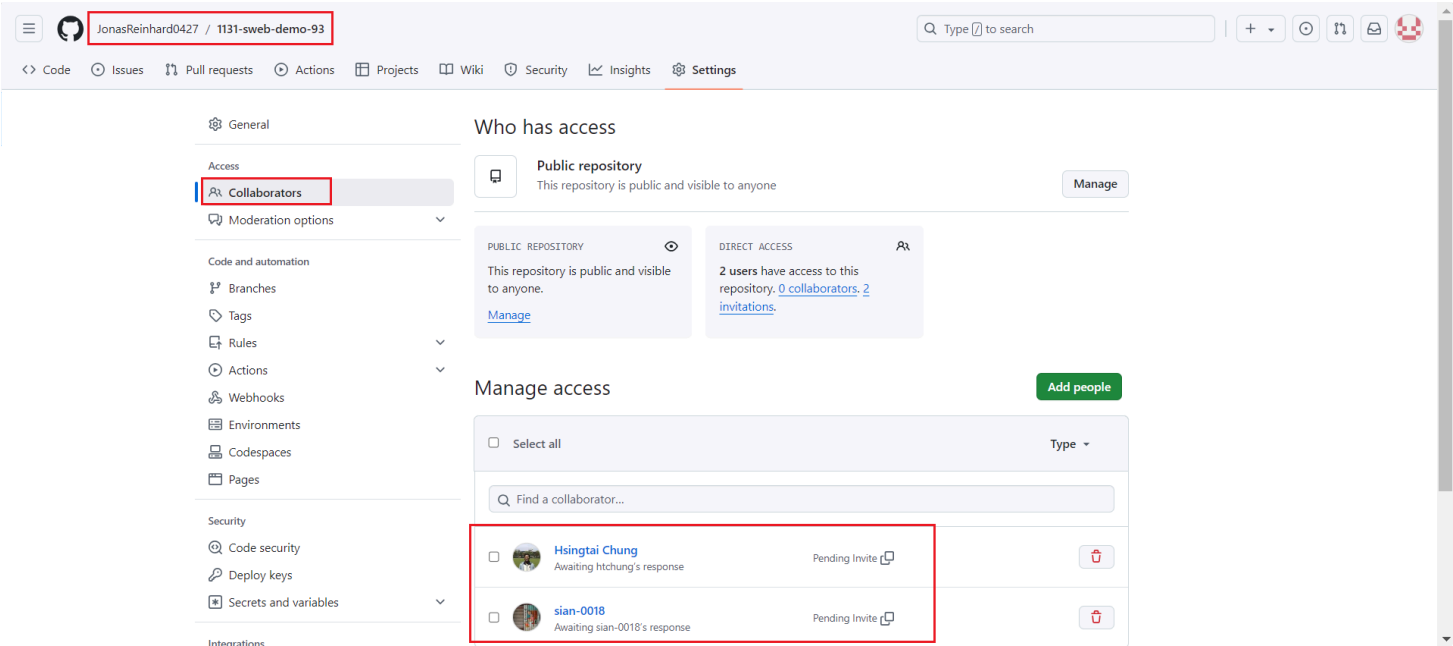 JonasReinhard0427 / 1131-sweb-demo-93
Type / to search
Code
Issues
Pull requests
Actions
Projects
Wiki
Security
Insights
Settings
General
Access
Collaborators
Moderation options
Code and automation
Branches
Tags
Rules
Actions
Webhooks
Environments
Codespaces
Pages
Security
Code security
Deploy keys
Secrets and variables
Integrations
Who has access
Public repository
This repository is public and visible to anyone
Manage
PUBLIC REPOSITORY
This repository is public and visible
to anyone.
Manage
DIRECT ACCESS
2 users have access to this
repository. 0 collaborators. 2
invitations.
Manage access
Add people
Select all
Type
Find a collaborator...
Hsingtai Chung
Awaiting htchung's response
Pending Invite
sian-0018
Awaiting sian-0018's response
Pending Invite